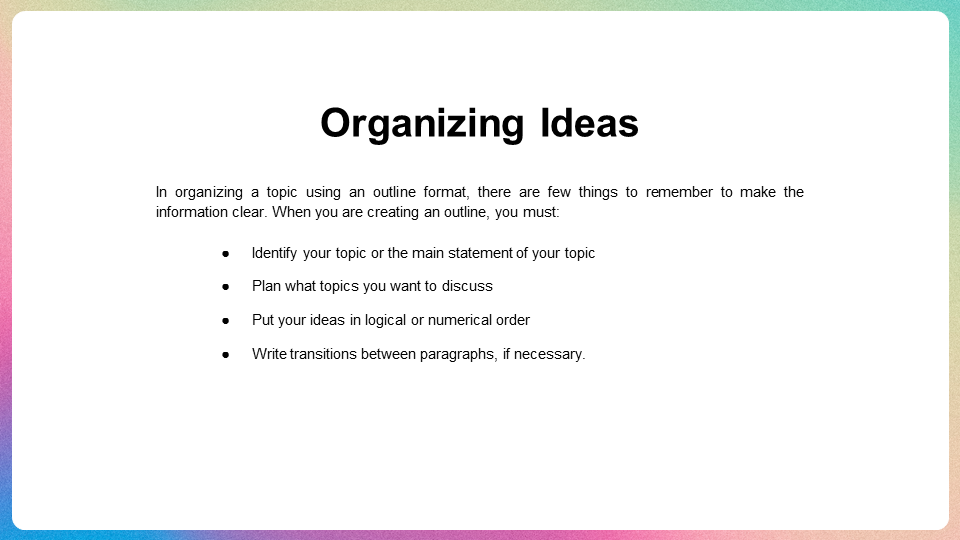 Organizing Ideas
In organizing a topic using an outline format, there are few things to remember to make the
information clear. When you are creating an outline, you must:
● Identify your topic or the main statement of your topic
● Plan what topics you want to discuss
● Put your ideas in logical or numerical order
● Write transitions between paragraphs, if necessary.